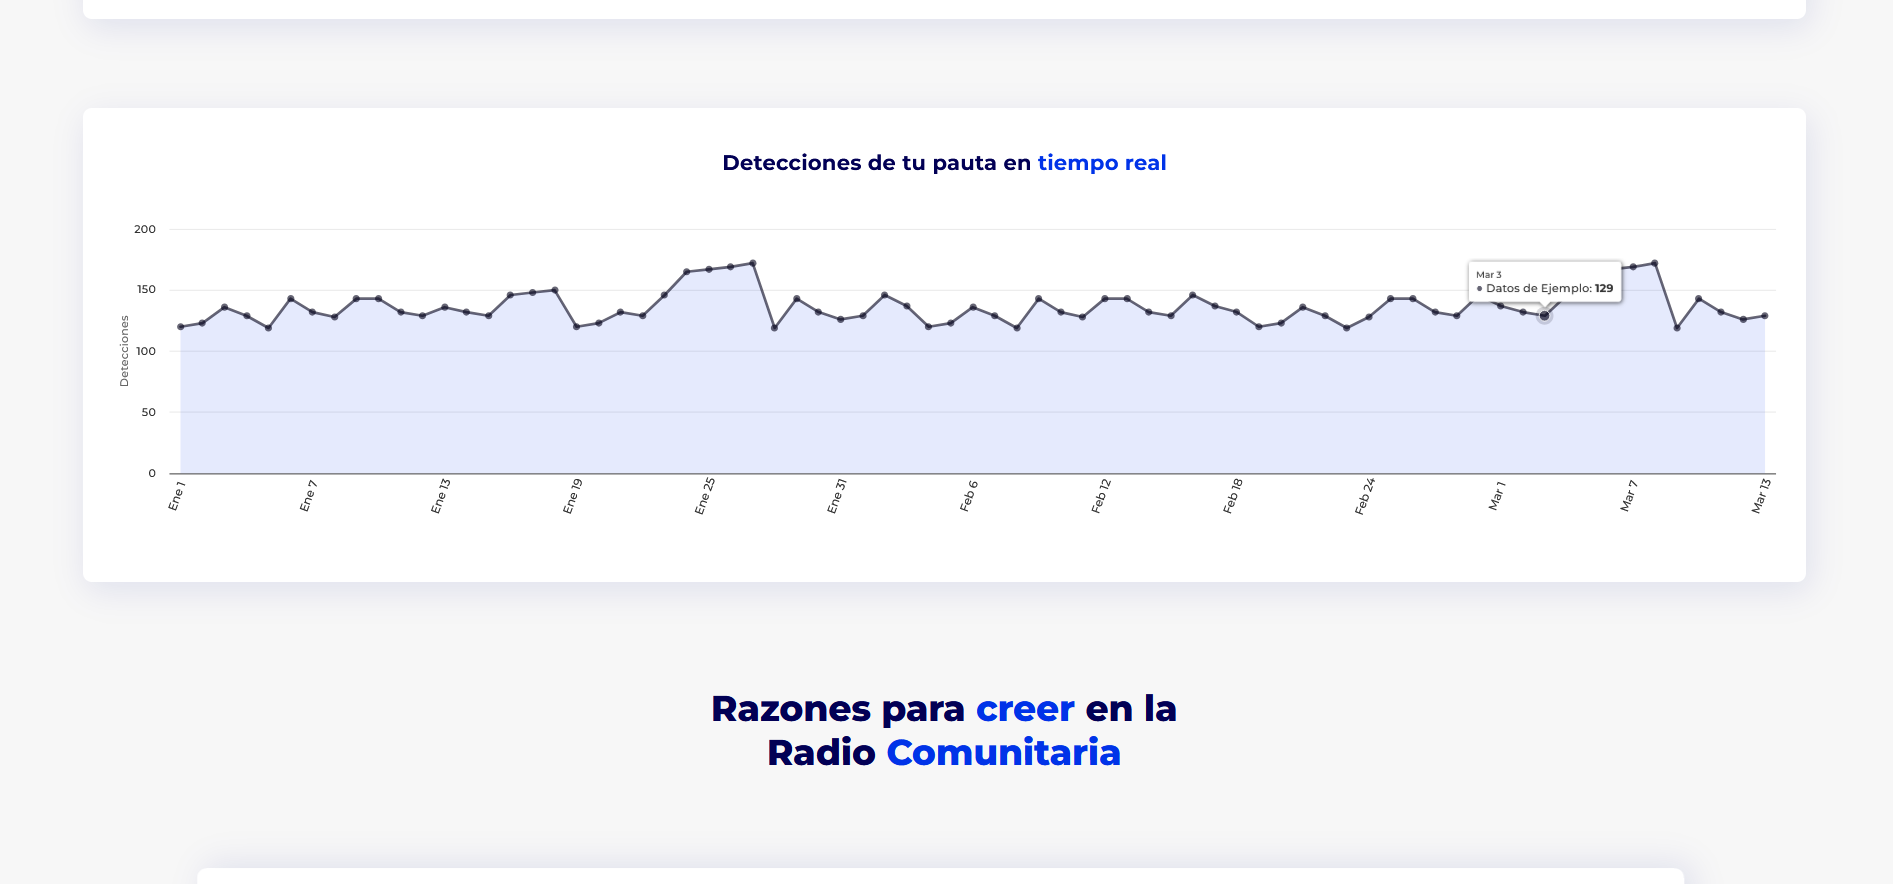 Detecciones de tu pauta en tiempo real
200
150
100
50
0
Detecciones
Mar 3
● Datos de Ejemplo: 129
Ene 1
Ene 7
Ene 13
Ene 19
Ene 25
Ene 31
Feb 6
Feb 12
Feb 18
Feb 24
Mar 1
Mar 7
Mar 13
Razones para creer en la
Radio Comunitaria